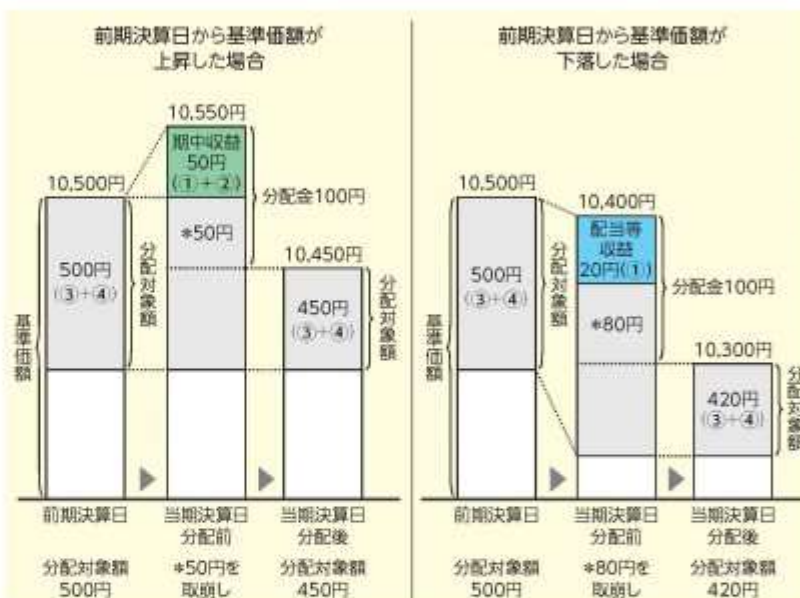 前期決算日から基準価額が
上昇した場合
10,550円
期中収益
50円
(①+②)
10,500円
分配金100円
*50円
10,450円
500円
(③+④)
分配対象額
450円
(③+④)
分配対象額
基準価額
前期決算日
当期決算日
分配前
当期決算日
分配後
分配対象額
500円
*50円を
取崩し
分配対象額
450円
前期決算日から基準価額が
下落した場合
10,500円
10,400円
配当等
収益
20円(①)
分配金100円
500円
(③+④)
分配対象額
*80円
10,300円
420円
(③+④)
分配対象額
基準価額
前期決算日
当期決算日
分配前
当期決算日
分配後
分配対象額
500円
*80円を
取崩し
分配対象額
420円